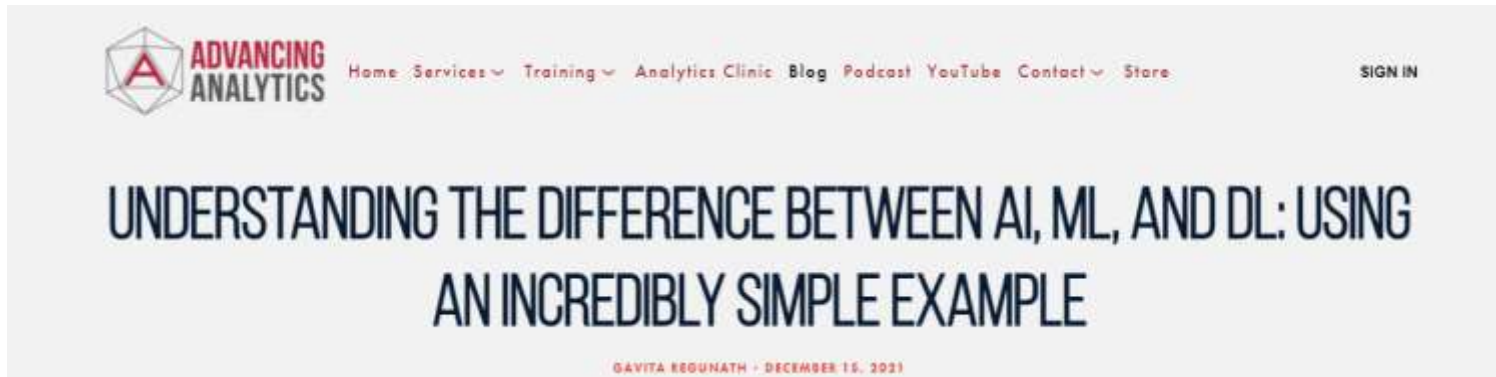 ADVANCING
ANALYTICS
Home Services Training Analytics Clinic Blog Podcast YouTube Contact Store
SIGN IN
UNDERSTANDING THE DIFFERENCE BETWEEN AI, ML, AND DL: USING
AN INCREDIBLY SIMPLE EXAMPLE
GAVITA REGUNATH · DECEMBER 15, 2021